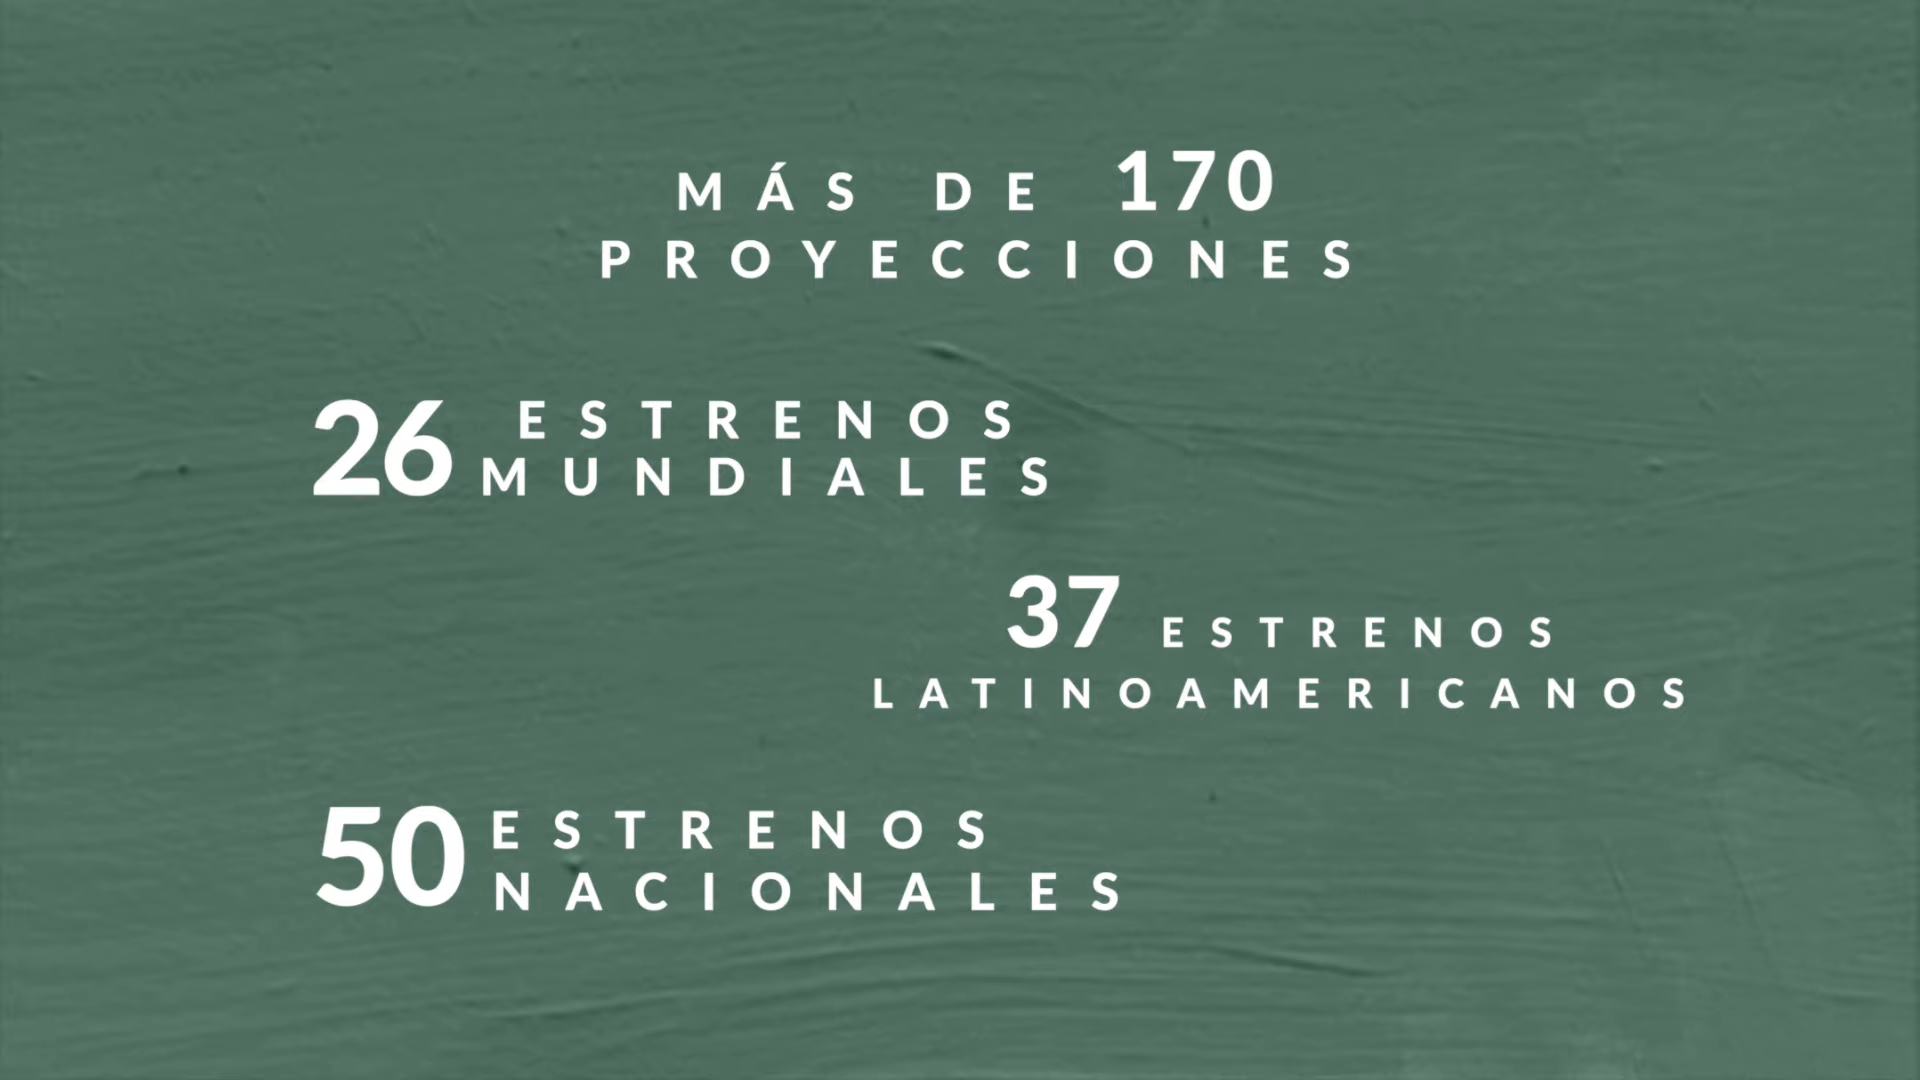 MÁS DE 170
PROYECCIONES
26 ESTRENOS
MUNDIALES
37 ESTRENOS
LATINOAMERICANOS
50 ESTRENOS
NACIONALES